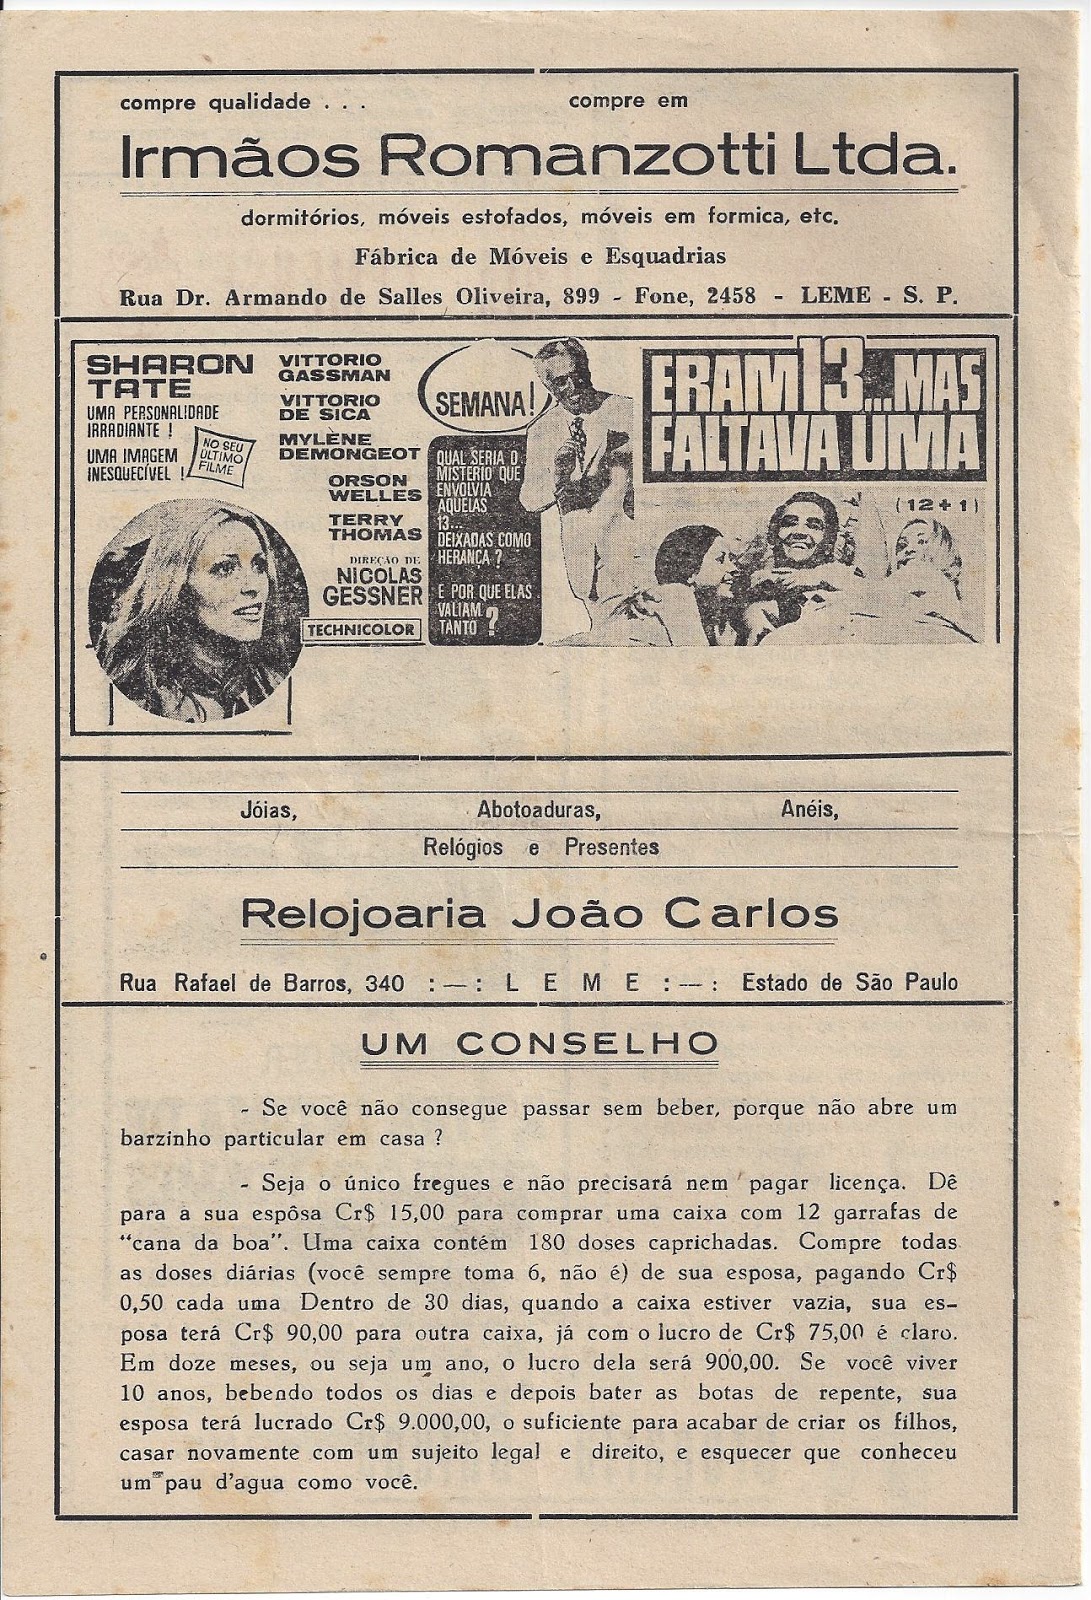 compre qualidade . . . compre em
Irmãos Romanzotti Ltda.
dormitórios, móveis estofados, móveis em formica, etc.
Fábrica de Móveis e Esquadrias
Rua Dr. Armando de Salles Oliveira, 899 - Fone, 2458 - LEME - S. P.
SHARON
TATE
UMA PERSONALIDADE
IRRADIANTE !
UMA IMAGEM
INESQUECÍVEL !
NO SEU
ÚLTIMO
FILME
VITTORIO
GASSMAN
VITTORIO
DE SICA
MYLÈNE
DEMONGEOT
ORSON
WELLES
TERRY
THOMAS
DIREÇÃO DE
NICOLAS
GESSNER
TECHNICOLOR
SEMANA!
QUAL SERIA O
MISTÉRIO QUE
ENVOLVIA
AQUELAS
13...
DEIXADAS COMO
HERANÇA ?
E POR QUE ELAS
VALIAM
TANTO ?
ERAM 13...MAS
FALTAVA UMA
(12+1)
Jóias, Abotoaduras, Anéis,
Relógios e Presentes
Relojoaria João Carlos
Rua Rafael de Barros, 340 :—: L E M E :—: Estado de São Paulo
UM CONSELHO
- Se você não consegue passar sem beber, porque não abre um
barzinho particular em casa ?
- Seja o único fregues e não precisará nem pagar licença. Dê
para a sua espôsa Cr$ 15,00 para comprar uma caixa com 12 garrafas de
"cana da boa". Uma caixa contém 180 doses caprichadas. Compre todas
as doses diárias (você sempre toma 6, não é) de sua esposa, pagando Cr$
0,50 cada uma Dentro de 30 dias, quando a caixa estiver vazia, sua es-
posa terá Cr$ 90,00 para outra caixa, já com o lucro de Cr$ 75,00 é claro.
Em doze meses, ou seja um ano, o lucro dela será 900,00. Se você viver
10 anos, bebendo todos os dias e depois bater as botas de repente, sua
esposa terá lucrado Cr$ 9.000,00, o suficiente para acabar de criar os filhos,
casar novamente com um sujeito legal e direito, e esquecer que conheceu
um pau d'agua como você.